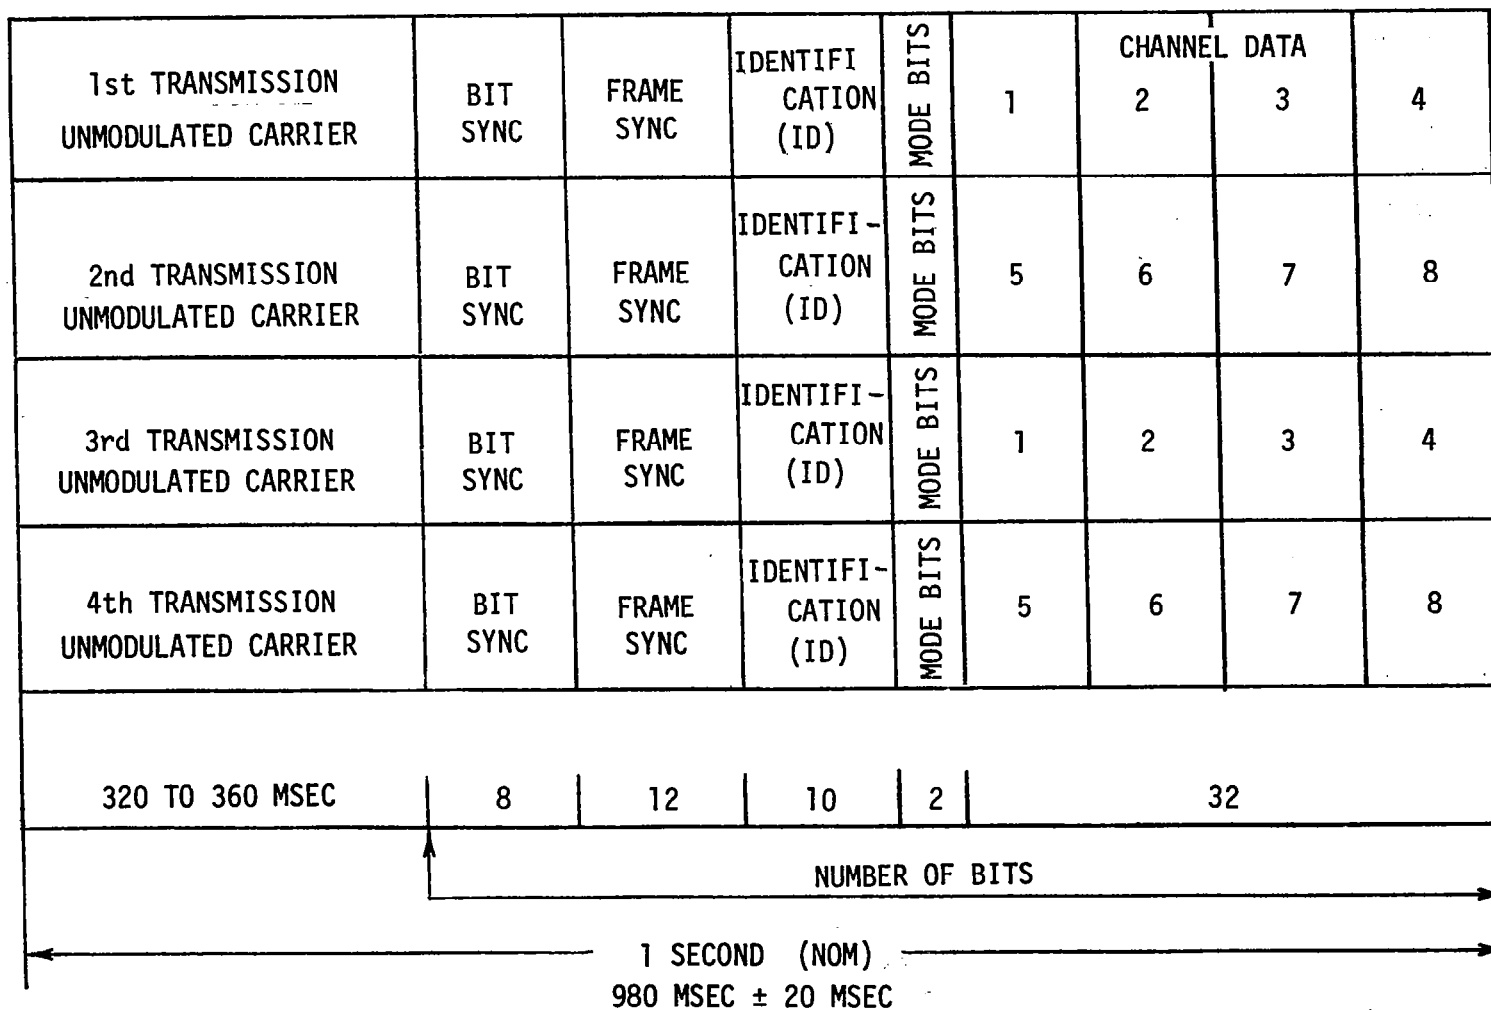 1st TRANSMISSION
UNMODULATED CARRIER
BIT
SYNC
FRAME
SYNC
IDENTIFI
CATION
(ID)
MODE BITS
CHANNEL DATA
1
2
3
4
2nd TRANSMISSION
UNMODULATED CARRIER
BIT
SYNC
FRAME
SYNC
IDENTIFI-
CATION
(ID)
MODE BITS
5
6
7
8
3rd TRANSMISSION
UNMODULATED CARRIER
BIT
SYNC
FRAME
SYNC
IDENTIFI-
CATION
(ID)
MODE BITS
1
2
3
4
4th TRANSMISSION
UNMODULATED CARRIER
BIT
SYNC
FRAME
SYNC
IDENTIFI-
CATION
(ID)
MODE BITS
5
6
7
8
320 TO 360 MSEC
8
12
10
2
32
NUMBER OF BITS
1 SECOND (NOM)
980 MSEC ± 20 MSEC